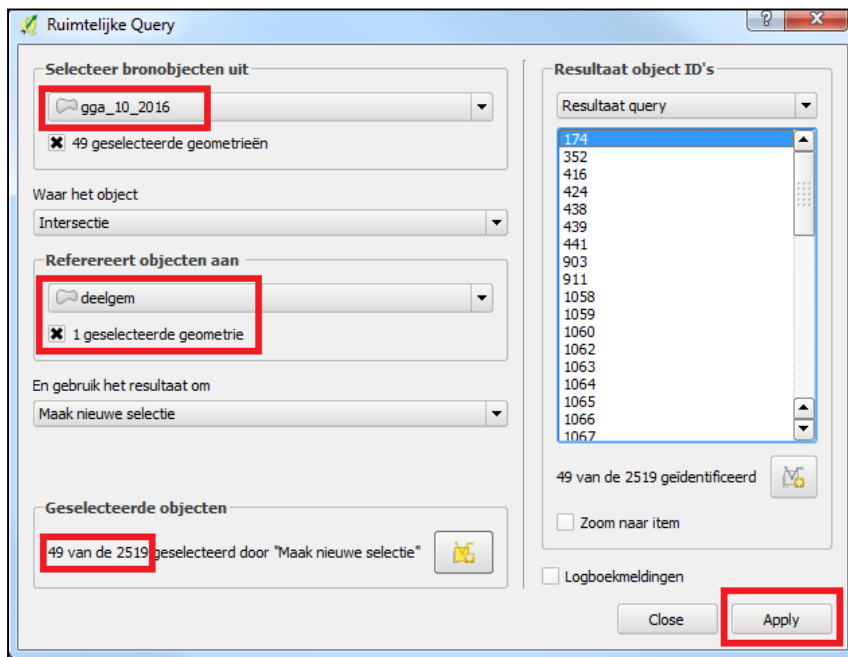 Ruimtelijke Query
Selecteer bronobjecten uit
gga_10_2016
49 geselecteerde geometrieën
Waar het object
Intersectie
Refererereert objecten aan
deelgem
1 geselecteerde geometrie
En gebruik het resultaat om
Maak nieuwe selectie
Geselecteerde objecten
49 van de 2519 geselecteerd door "Maak nieuwe selectie"
Resultaat object ID's
Resultaat query
174
352
416
424
438
439
441
903
911
1058
1059
1060
1062
1063
1064
1065
1066
1067
49 van de 2519 geïdentificeerd
Zoom naar item
Logboekmeldingen
Close
Apply